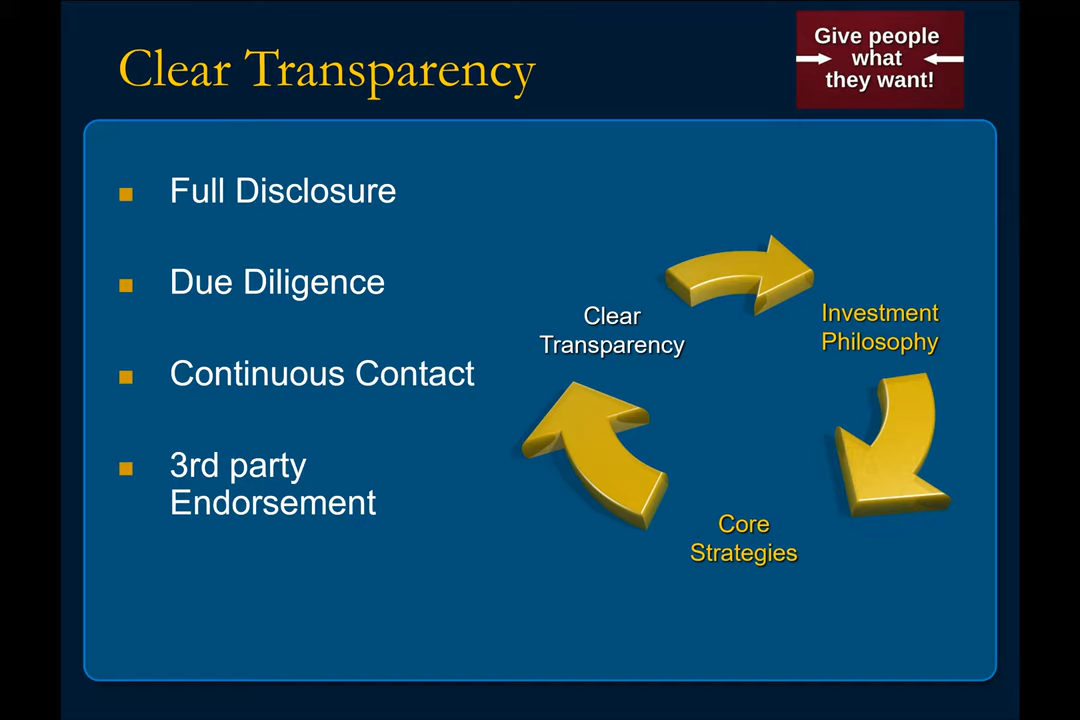 Clear Transparency
Give people
what
they want!
Full Disclosure
Due Diligence
Continuous Contact
3rd party
Endorsement
Clear
Transparency
Investment
Philosophy
Core
Strategies